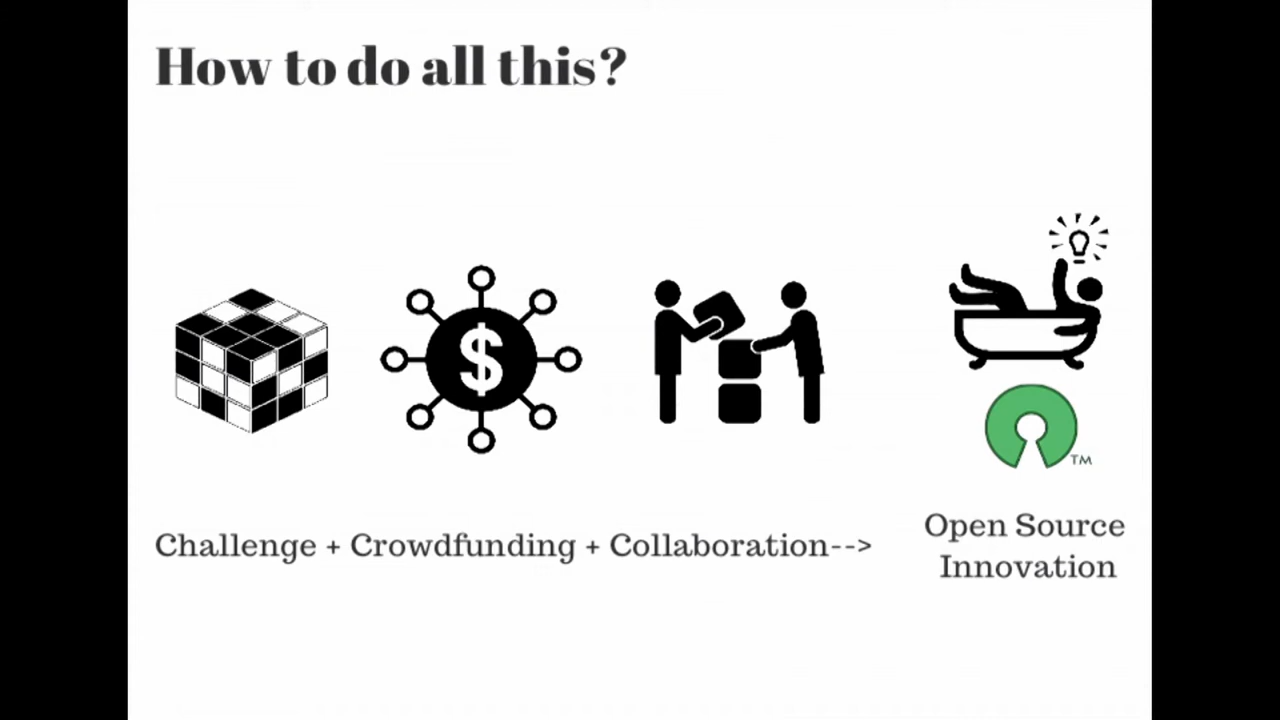 How to do all this?
$
TM
Challenge + Crowdfunding + Collaboration-->
Open Source
Innovation